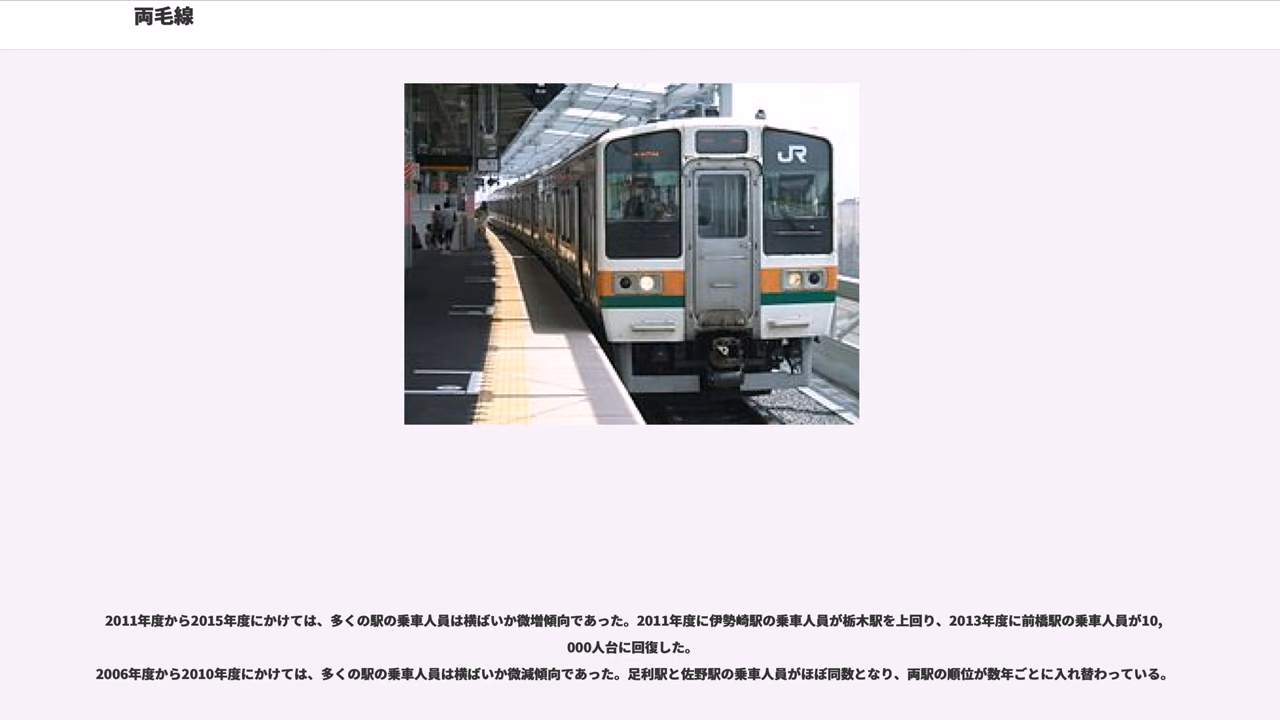 両毛線
JR
2011年度から2015年度にかけては、多くの駅の乗車人員は横ばいか微増傾向であった。2011年度に伊勢崎駅の乗車人員が栃木駅を上回り、2013年度に前橋駅の乗車人員が10,
000人台に回復した。
2006年度から2010年度にかけては、多くの駅の乗車人員は横ばいか微減傾向であった。足利駅と佐野駅の乗車人員がほぼ同数となり、両駅の順位が数年ごとに入れ替わっている。